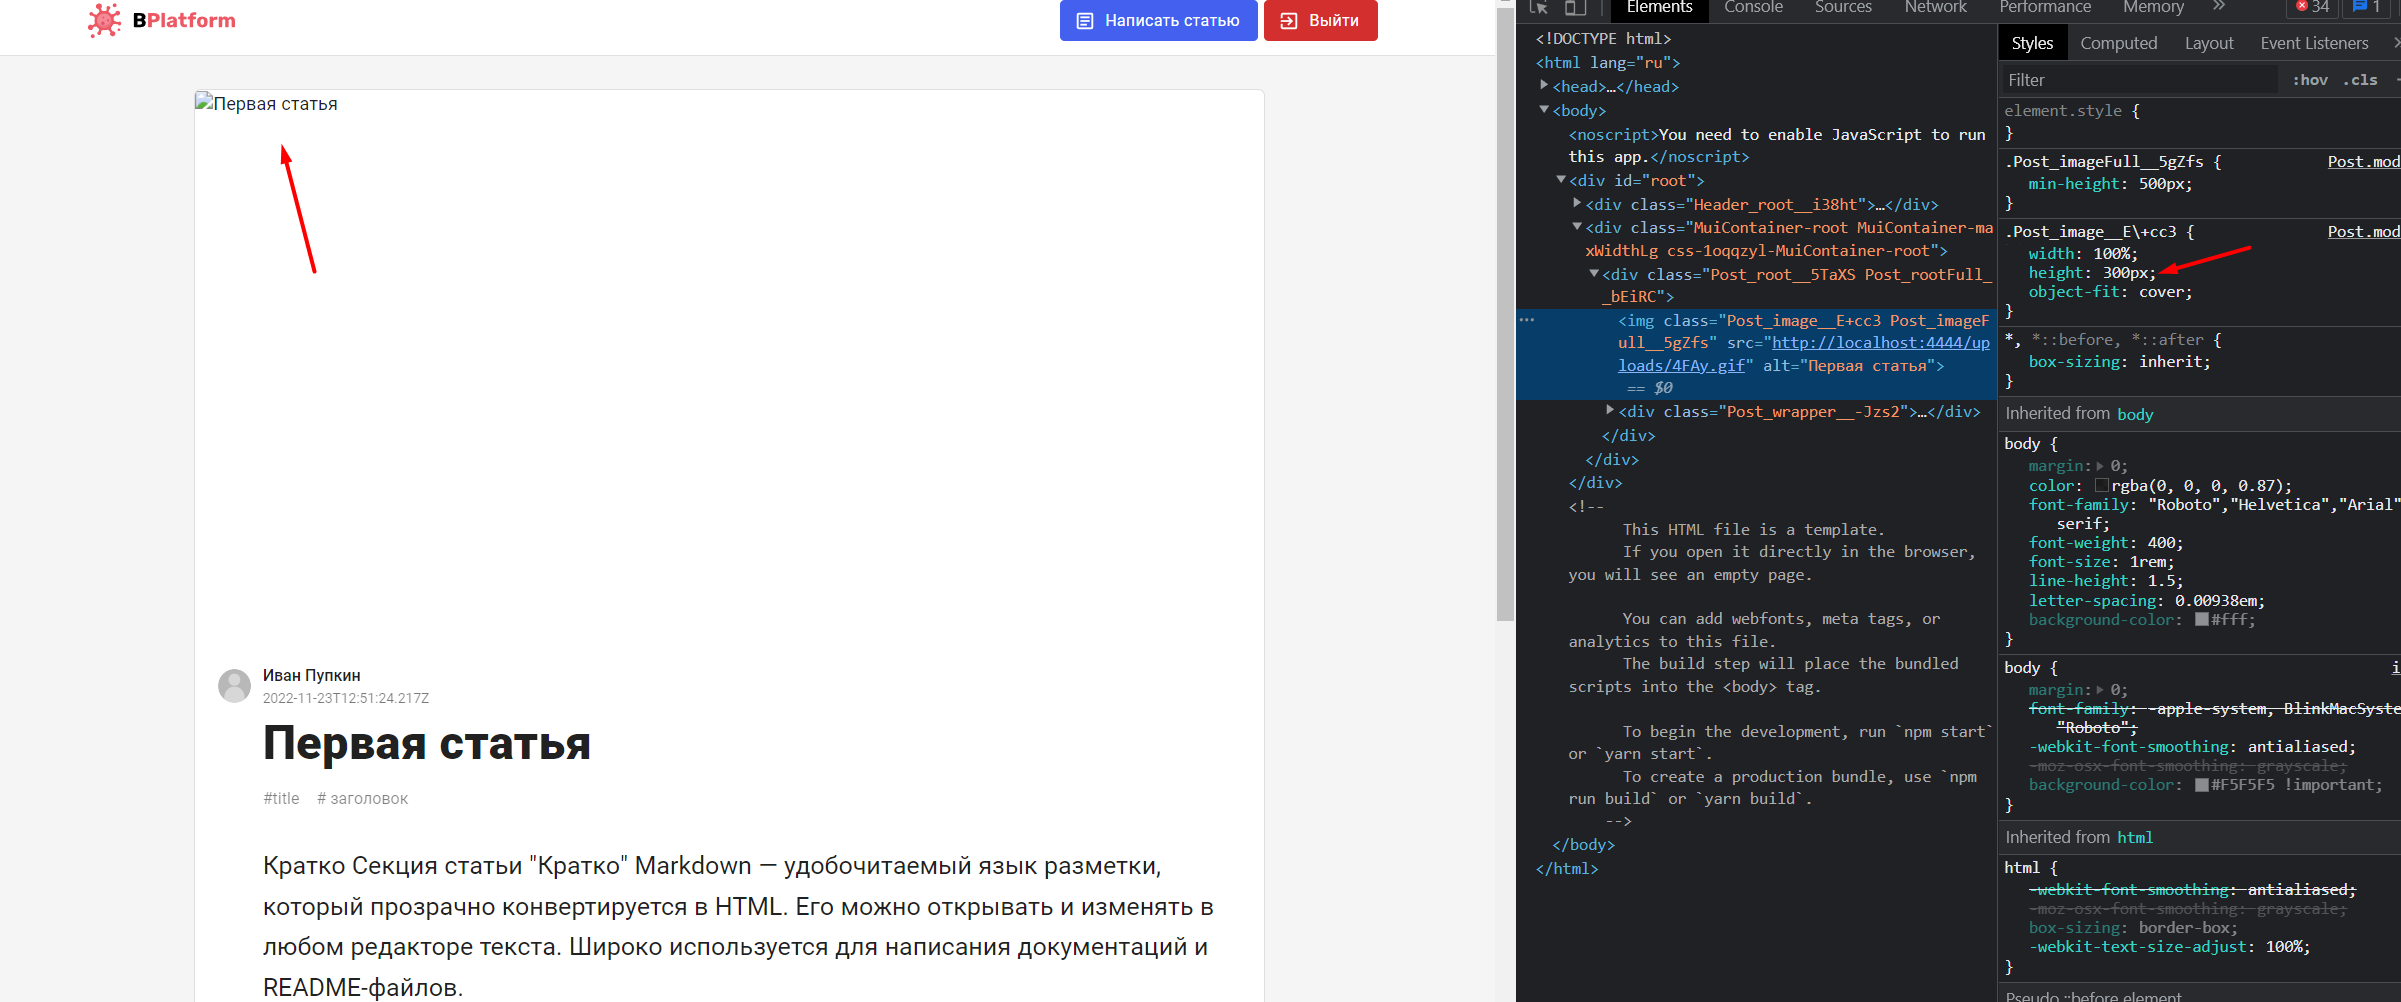 BPlatform
Написать статью
Выйти
Первая статья
Иван Пупкин
2022-11-23T12:51:24.217Z
Первая статья
#title # заголовок
Кратко Секция статьи "Кратко" Markdown — удобочитаемый язык разметки,
который прозрачно конвертируется в HTML. Его можно открывать и изменять в
любом редакторе текста. Широко используется для написания документаций и
README-файлов.
Elements Console Sources Network Performance Memory » 34 1
<!DOCTYPE html>
<html lang="ru">
<head>…</head>
<body>
<noscript>You need to enable JavaScript to run
this app.</noscript>
<div id="root">
<div class="Header_root__i38ht">…</div>
<div class="MuiContainer-root MuiContainer-ma
xWidthLg css-1oqqzyl-MuiContainer-root">
<div class="Post_root__5TaXS Post_rootFull_
_bEiRC">
<img class="Post_image__E+cc3 Post_imageF
ull__5gZfs" src="http://localhost:4444/up
loads/4FAy.gif" alt="Первая статья">
== $0
<div class="Post_wrapper__-Jzs2">…</div>
</div>
</div>
</div>
<!--
This HTML file is a template.
If you open it directly in the browser,
you will see an empty page.
You can add webfonts, meta tags, or
analytics to this file.
The build step will place the bundled
scripts into the <body> tag.
To begin the development, run `npm start`
or `yarn start`.
To create a production bundle, use `npm
run build` or `yarn build`.
-->
</body>
</html>
Styles Computed Layout Event Listeners
Filter :hov .cls
element.style {
}
.Post_imageFull__5gZfs { Post.mod
min-height: 500px;
}
.Post_image__E\+cc3 { Post.mod
width: 100%;
height: 300px;
object-fit: cover;
}
*, *::before, *::after {
box-sizing: inherit;
}
Inherited from body
body {
margin: 0;
color: rgba(0, 0, 0, 0.87);
font-family: "Roboto","Helvetica","Arial"
serif;
font-weight: 400;
font-size: 1rem;
line-height: 1.5;
letter-spacing: 0.00938em;
background-color: #fff;
}
body { i
margin: 0;
font-family: -apple-system, BlinkMacSyste
"Roboto";
-webkit-font-smoothing: antialiased;
-moz-osx-font-smoothing: grayscale;
background-color: #F5F5F5 !important;
}
Inherited from html
html {
-webkit-font-smoothing: antialiased;
-moz-osx-font-smoothing: grayscale;
box-sizing: border-box;
-webkit-text-size-adjust: 100%;
}
Pseudo ::before element